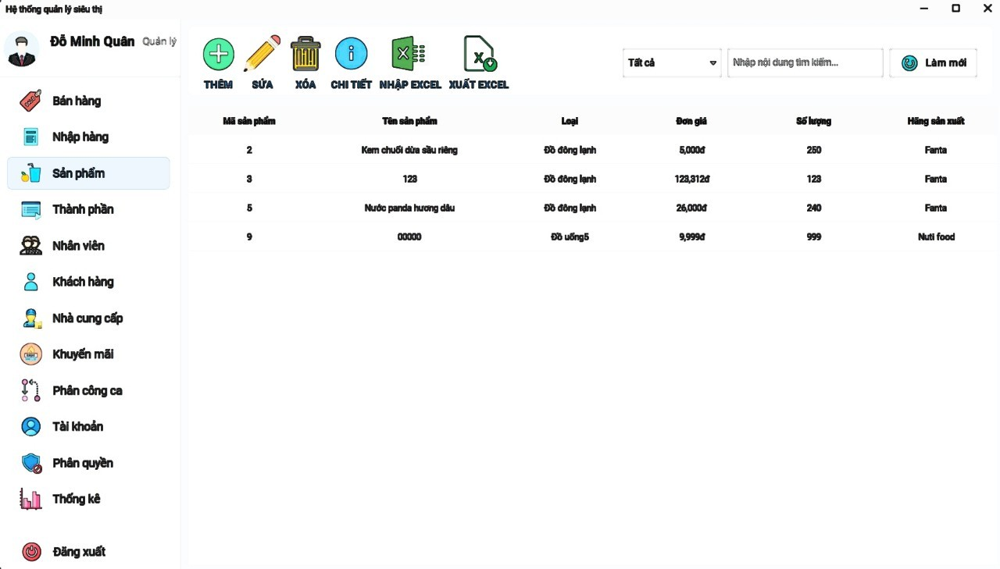 Hệ thống quản lý siêu thị
Đỗ Minh Quân Quản lý
Bán hàng
Nhập hàng
Sản phẩm
Thành phần
Nhân viên
Khách hàng
Nhà cung cấp
Khuyến mãi
Phân công ca
Tài khoản
Phân quyền
Thống kê
Đăng xuất
THÊM SỬA XÓA CHI TIẾT NHẬP EXCEL XUẤT EXCEL
Tất cả Nhập nội dung tìm kiếm... Làm mới
Mã sản phẩm Tên sản phẩm Loại Đơn giá Số lượng Hãng sản xuất
2 Kem chuối dừa sầu riêng Đồ đông lạnh 5,000đ 250 Fanta
3 123 Đồ đông lạnh 123,312đ 123 Fanta
5 Nước panda hương dâu Đồ đông lạnh 26,000đ 240 Fanta
9 00000 Đồ uống5 9,999đ 999 Nuti food